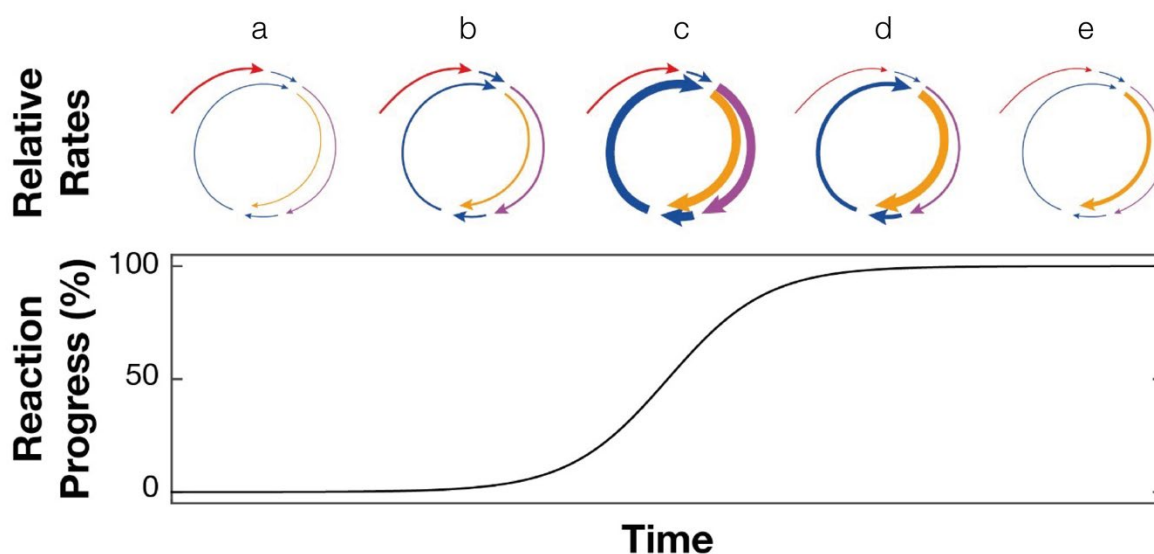 a b c d e
Relative
Rates
100
50
0
Reaction
Progress (%)
Time